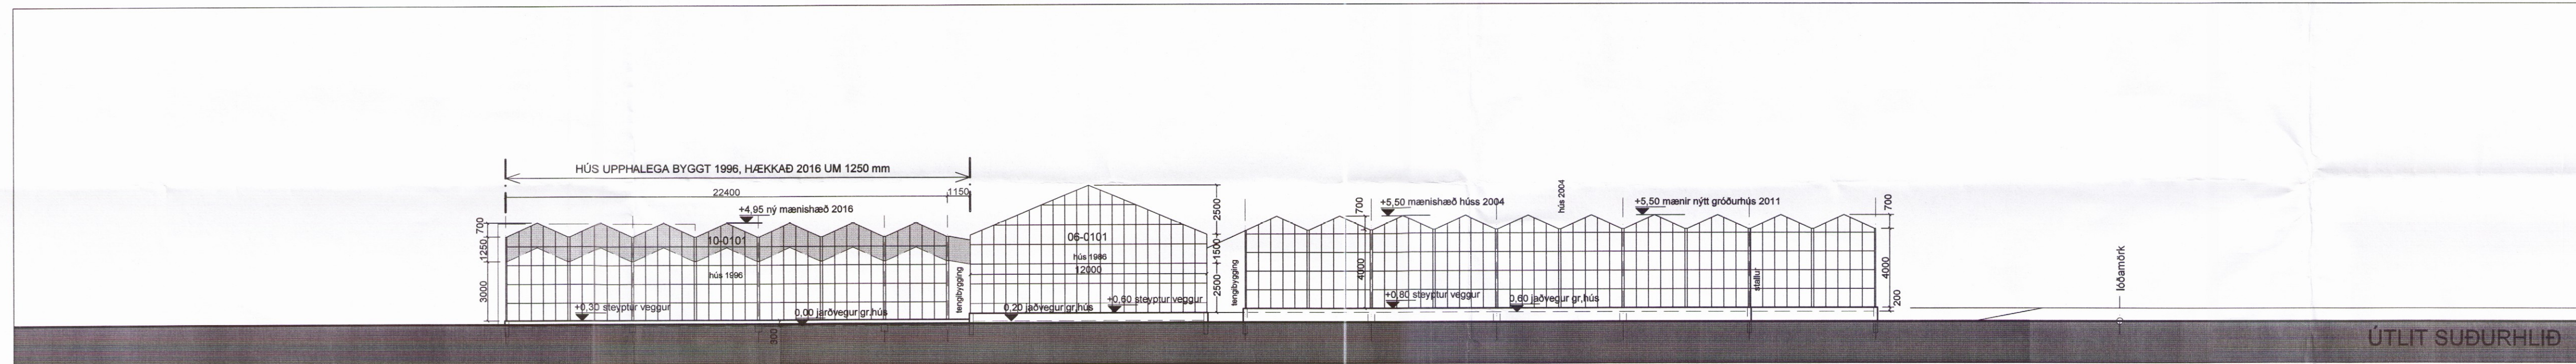 HÚS UPPHALEGA BYGGT 1996, HÆKKAÐ 2016 UM 1250 mm
22400
1150
+4,95 ný mænishæð 2016
700
1250
3000
10-0101
hús 1996
+0,30 steyptur veggur
0,00 jarðvegur gr,hús
300
tengibygging
06-0101
hús 1986
12000
0,20 jaðvegur gr,hús
+0,60 steyptur veggur
2500
1500
2500
tengibygging
700
4000
+5,50 mænishæð húss 2004
hús 2004
+5,50 mænir nýtt gróðurhús 2011
+0,80 steyptur veggur
0,60 jaðvegur gr,hús
stallur
700
4000
200
lóðamörk
ÚTLIT SUÐURHLIÐ